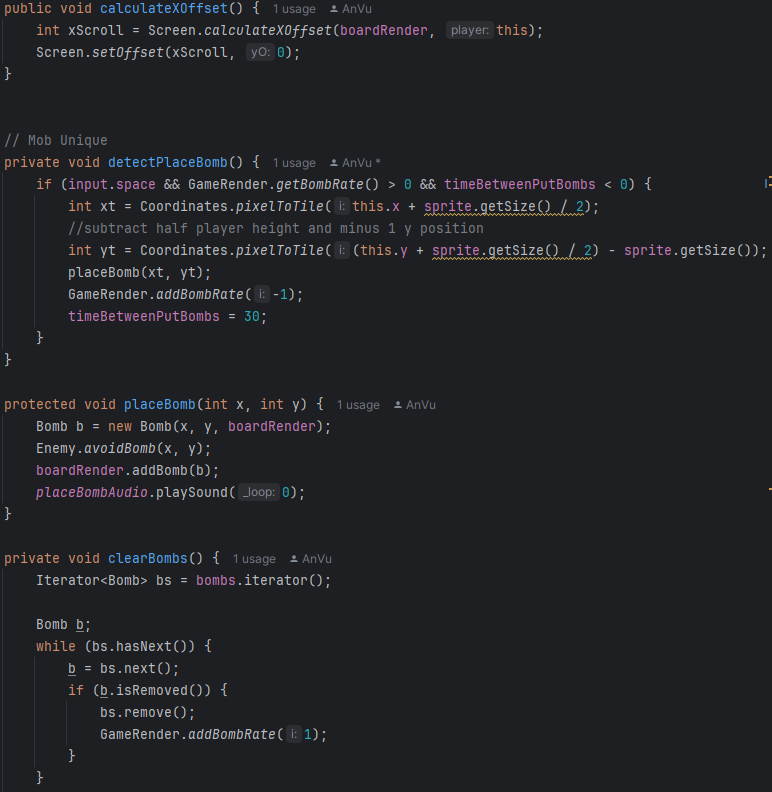 public void calculateXOffset() { 1 usage AnVu
int xScroll = Screen.calculateXOffset(boardRender, player: this);
Screen.setOffset(xScroll, yO: 0);
}
// Mob Unique
private void detectPlaceBomb() { 1 usage AnVu *
if (input.space && GameRender.getBombRate() > 0 && timeBetweenPutBombs < 0) {
int xt = Coordinates.pixelToTile( i: this.x + sprite.getSize() / 2);
//subtract half player height and minus 1 y position
int yt = Coordinates.pixelToTile( i: (this.y + sprite.getSize() / 2) - sprite.getSize());
placeBomb(xt, yt);
GameRender.addBombRate( i: -1);
timeBetweenPutBombs = 30;
}
}
protected void placeBomb(int x, int y) { 1 usage AnVu
Bomb b = new Bomb(x, y, boardRender);
Enemy.avoidBomb(x, y);
boardRender.addBomb(b);
placeBombAudio.playSound( _loop: 0);
}
private void clearBombs() { 1 usage AnVu
Iterator<Bomb> bs = bombs.iterator();
Bomb b;
while (bs.hasNext()) {
b = bs.next();
if (b.isRemoved()) {
bs.remove();
GameRender.addBombRate( i: 1);
}
}